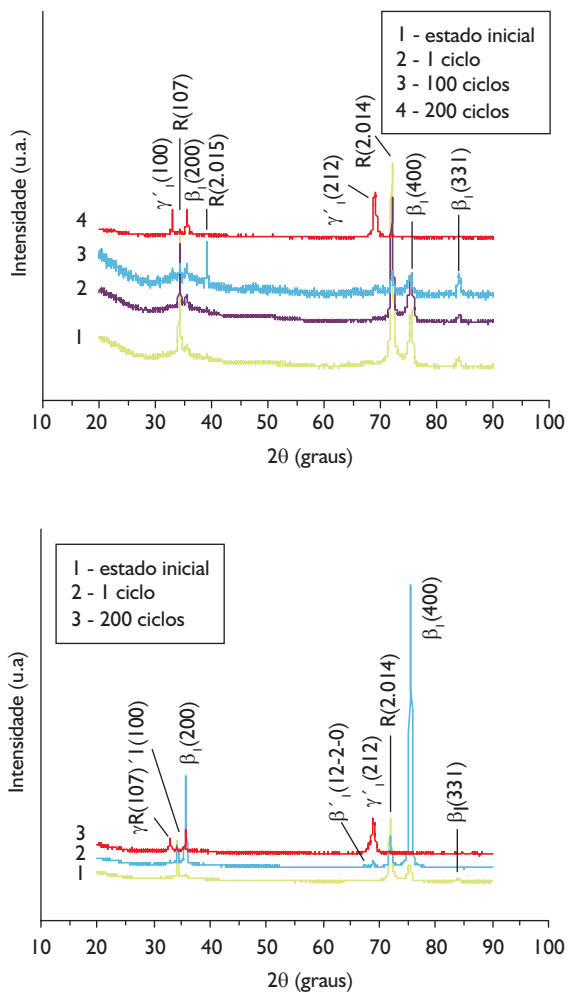 1 - estado inicial
2 - 1 ciclo
3 - 100 ciclos
4 - 200 ciclos
Intensidade (u.a.)
γ´₁(100)
R(107)
β₁(200)
R(2.015)
γ´₁(212)
R(2.014)
β₁(400)
β₁(331)
4
3
2
1
10 20 30 40 50 60 70 80 90 100
2θ (graus)
1 - estado inicial
2 - 1 ciclo
3 - 200 ciclos
Intensidade (u.a)
γR(107)´1(100)
β₁(200)
β´₁(12-2-0)
γ´₁(212)
R(2.014)
β₁(400)
β|(331)
3
2
1
10 20 30 40 50 60 70 80 90 100
2θ (graus)